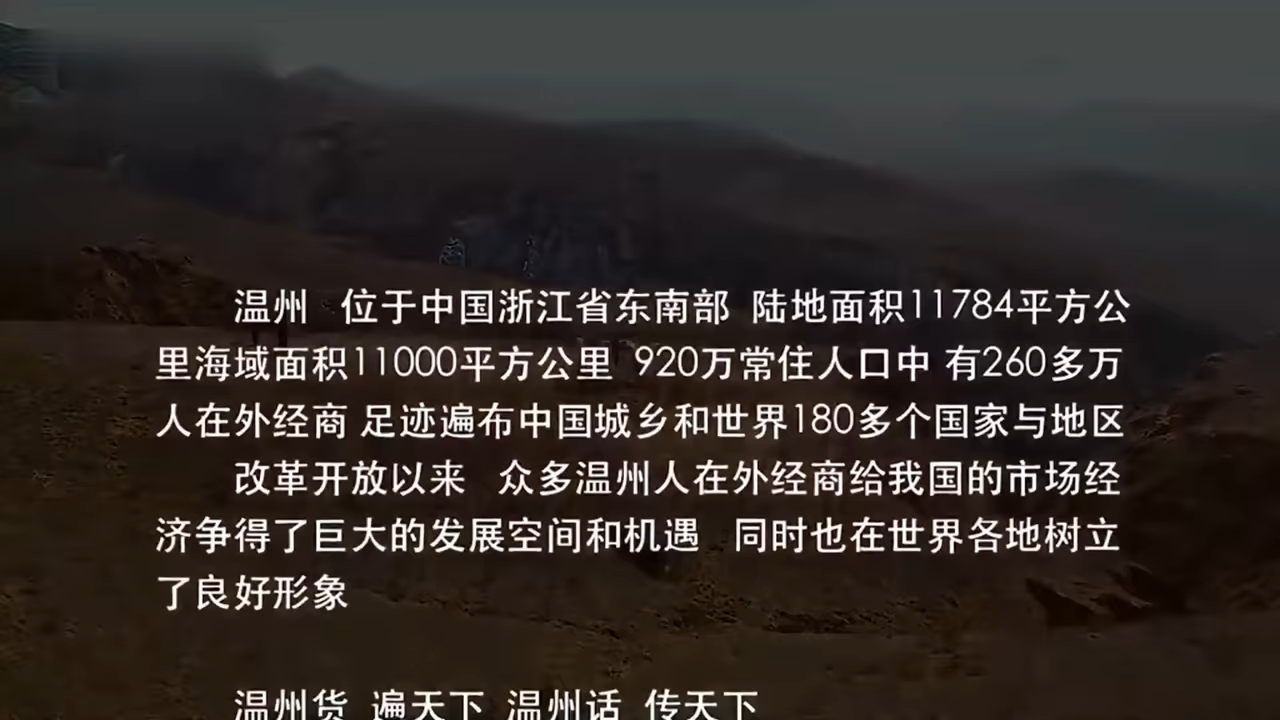 温州 位于中国浙江省东南部 陆地面积11784平方公
里海域面积11000平方公里 920万常住人口中 有260多万
人在外经商 足迹遍布中国城乡和世界180多个国家与地区
改革开放以来 众多温州人在外经商给我国的市场经
济争得了巨大的发展空间和机遇 同时也在世界各地树立
了良好形象
温州货 遍天下 温州话 传天下